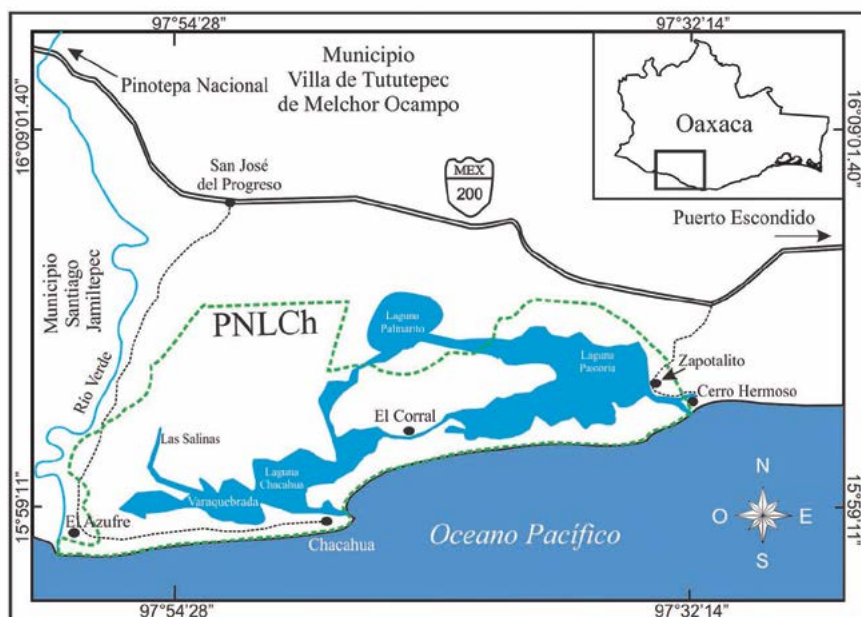 97°54'28"
97°32'14"
Municipio
Villa de Tututepec
de Melchor Ocampo
Pinotepa Nacional
Oaxaca
16°09'01.40"
16°09'01.40"
San José
del Progreso
MEX
200
Puerto Escondido
Municipio
Santiago
Jamiltepec
PNLCh
Laguna
Palmarito
Laguna
Pastoria
Zapotalito
Río Verde
Cerro Hermoso
El Corral
Las Salinas
Laguna
Chacahua
Varaquebrada
15°59'11"
15°59'11"
El Azufre
Chacahua
Oceano Pacífico
N
O
E
S
97°54'28"
97°32'14"